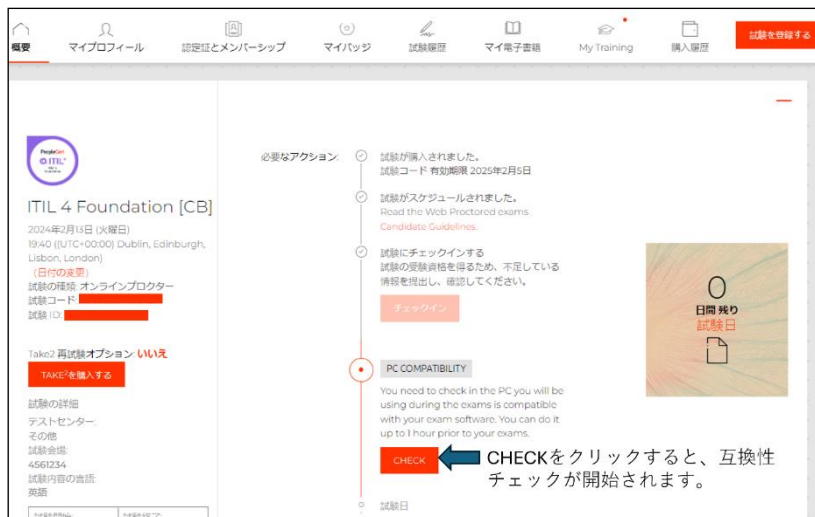 概要
マイプロフィール
認定証とメンバーシップ
マイバッジ
試験履歴
マイ電子書籍
My Training
購入履歴
試験を登録する
PeopleCert
ITIL
ITIL 4 Foundation [CB]
2024年2月13日 (火曜日)
19:40 ((UTC+00:00) Dublin, Edinburgh,
Lisbon, London)
(日付の変更)
試験の種類: オンラインプロクター
試験コード:
試験 ID:
Take2 再試験オプション: いいえ
TAKE²を購入する
試験の詳細
テストセンター:
その他
試験会場:
4561234
試験内容の言語:
英語
試験開始:
試験終了:
必要なアクション:
試験が購入されました。
試験コード 有効期限 2025年2月5日
試験がスケジュールされました。
Read the Web Proctored exams
Candidate Guidelines.
試験にチェックインする
試験の受験資格を得るため、不足している
情報を提出し、確認してください。
チェックイン
PC COMPATIBILITY
You need to check in the PC you will be
using during the exams is compatible
with your exam software. You can do it
up to 1 hour prior to your exams.
CHECK
CHECKをクリックすると、互換性
チェックが開始されます。
試験日
0
日間 残り
試験日